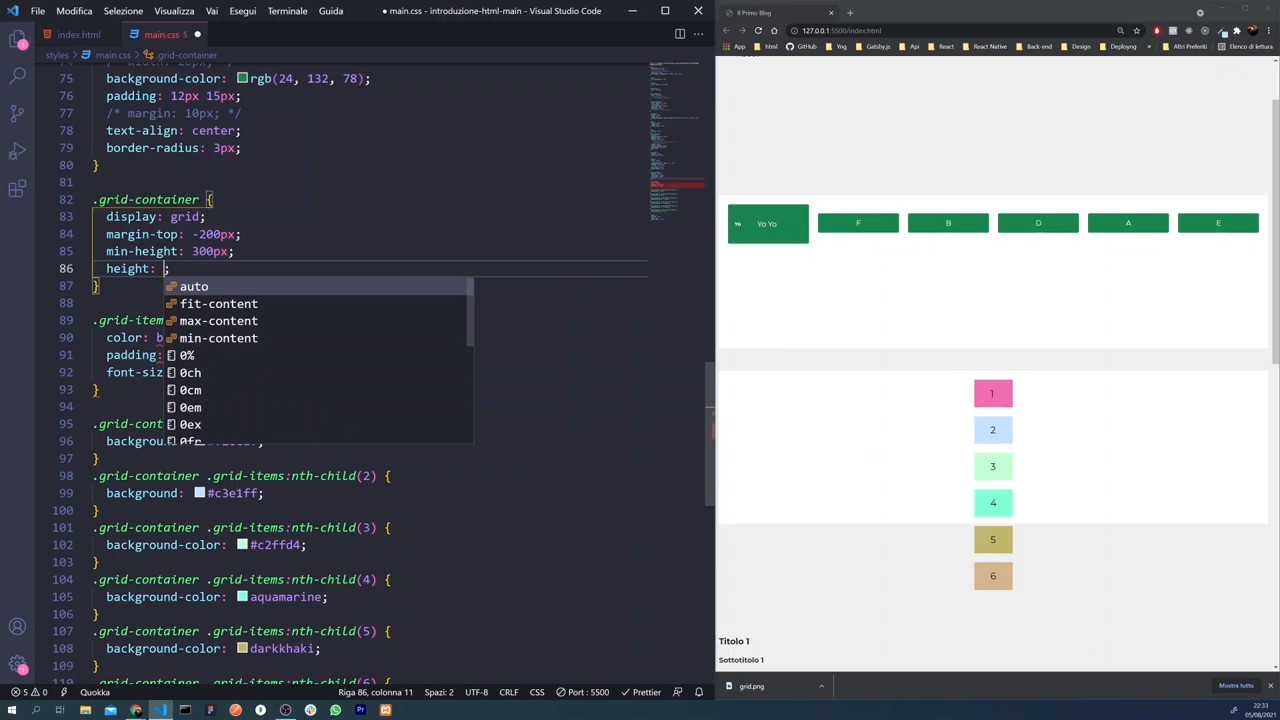 File Modifica Selezione Visualizza Vai Esegui Terminale Guida
● main.css - introduzione-html-main - Visual Studio Code
index.html
main.css 5
styles > main.css > grid-container
75 background-color: rgb(24, 132, 78);
76 padding: 12px 15px;
77 // margin: 10px;
78 text-align: center;
79 border-radius: 3px;
80 }
81
82 .grid-container {
83 display: grid;
84 margin-top: -200px;
85 min-height: 300px;
86 height: ;
87 }
88
89 .grid-item
90 color: b
91 padding:
92 font-siz
93 }
94
95 .grid-cont
96 backgroun
97 }
98 .grid-container .grid-items:nth-child(2) {
99 background: #c3e1ff;
100 }
101 .grid-container .grid-items:nth-child(3) {
102 background-color: #c2ffd4;
103 }
104 .grid-container .grid-items:nth-child(4) {
105 background-color: aquamarine;
106 }
107 .grid-container .grid-items:nth-child(5) {
108 background-color: darkkhaki;
109 }
auto
fit-content
max-content
min-content
0%
0ch
0cm
0em
0ex
0fr
5 0 Quokka
Riga 86, colonna 11 Spazi: 2 UTF-8 CRLF CSS Port : 5500 Prettier
Il Primo Blog
127.0.0.1:5500/index.html
App html GitHub Yng Gatsby.js Api React React Native Back-end Design Deployng » Altri Preferiti Elenco di lettura
Yo Yo Yo
F
B
D
A
E
1
2
3
4
5
6
Titolo 1
Sottotitolo 1
grid.png
Mostra tutto
22:33
05/08/2021